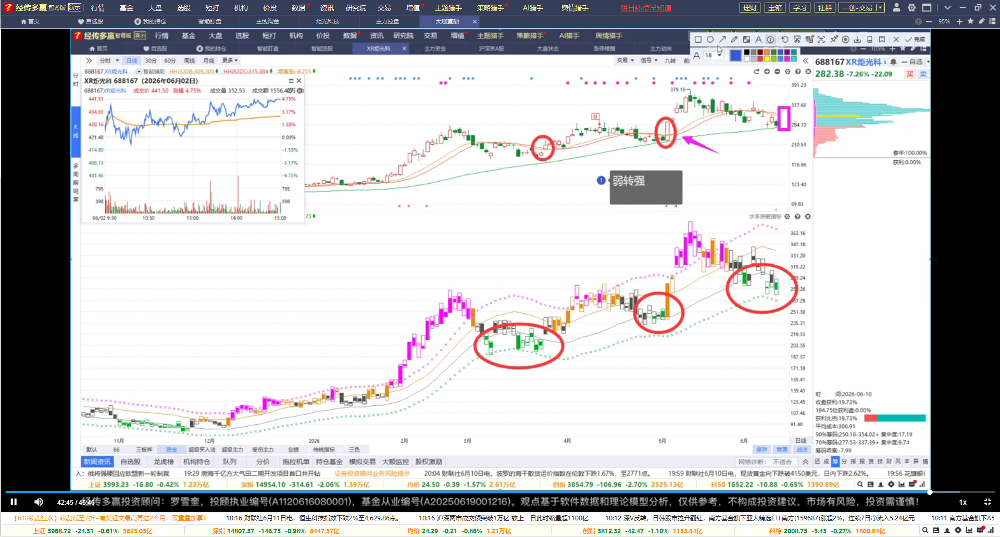 经传多赢 智尊版 演示 行情 基金 大盘 选股 短打 机构 价投 数据 资讯 研究院 交易 增值 主题猎手 策略猎手 AI猎手 舆情猎手 明日热点早知道 理财 宝箱 学习 社群 一创-交易
首页 自选股 我的持仓 智能盯盘 主线淘金 炬光科技 主力控盘 大咖直播 95%
经传多赢 智尊版 演示 行情 基金 大盘 选股 短打 机构 价投 数据 资讯 研究院 交易 增值 主题猎手 策略猎手 AI猎手 舆情猎手 完成
首页 自选股 我的持仓 智能盯盘 智能选股 XR炬光科 主力资金 沪深京A股 大盘状态 涨停棱镜 主力动向 105%
A 18
分时 日线 30分 60分 周线 月线 更多 交易 信号 九转
688167 XR炬光科 自选
282.38 -7.26% -22.09 买 卖
688167 XR炬光科 智能辅助 HHJSJDB:309.305 HHJSJDC:315.384 乖离率:-8.705
分时
K线
多周期同屏
XR炬光科 688167（2026年06月02日）
688167XR炬光科 成交价 441.50 涨幅 4.75% 成交量 352.53 成交额 1556.4
441.51 4.75%
434.83 3.17%
428.16 1.58%
421.48 0.00%
414.80 -1.58%
408.13 -3.17%
401.45 -4.75%
795 795
398 398
06/02 9:30 10:30 13:00 14:00 15:00
379.15
391.23
337.66
284.10
230.53
176.96
123.40
69.83
1 弱转强
套牢:100.00%
获利:0.00%
水手突破指标
363.16
347.18
331.20
315.22
251.30
235.31
219.33
203.35
187.37
171.39
155.41
139.43
123.45
107.46
91.48
11月 12月 2026 2月 3月 4月 5月 6月 日线
时 间:2026-06-10
收盘获利:19.73%
194.75处获利盘:0.00%
获利比例:19.73%
平均成本:306.91
90%筹码:250.18-354.02+ 集中度:17.19
70%筹码:277.53-337.39+ 集中度:9.74
筹码乖离:-7.99
默认 66 三板斧 资金 超级买入法 超级主力 受伤主力 业绩 传统指标 三色 保存 管理 战法
新闻资讯 自选股 龙虎榜 机构持仓 队列 分价 拖拉机单 持仓基金 模拟交易 大额监控 股权激励 网格诊断: 不适合 还 成 筹 分 指 报 资 技 财 风 本 异 情
人：俄将强硬回应欧盟新一轮制裁 19:29 渤海千亿方大气田二期开发项目首口井开钻 证券投资顾问业务风险提示 20:04 财联社6月10日电，波罗的海干散货运价指数在伦敦下跌1.67%，至2771点。 19:59 财联社6月10日电，现货黄金向下跌破4150美元，日内下跌2.62%。 19:56 花旗银
上证 3993.23 -16.80 -0.42% 1.23万亿 深指 14954.10 -314.61 -2.06% 1.39万亿 均价 24.50 -0.39 -1.57% 2.61万亿 创指 3854.79 -106.96 -2.70% 2525.13亿 科50 1652.22 -10.88 -0.65% 1390.89亿
42:45 / 45:46 经传多赢投资顾问：罗雪奎，投顾执业编号(A1120616080001)，基金从业编号(A20250619001216)。观点基于软件数据和理论模型分析，仅供参考，不构成投资建议，市场有风险，投资需谨慎！ 1x
【618续费狂欢】续费低至7折+有奖征文最高再送2个月，双重叠加享！ 10:16 财联社6月11日电，恒生科技指数下跌2%至4,629.86点。 10:16 沪深两市成交额突破1万亿 较上一日此时缩量超1100亿 10:12 深V反转，日韩股市拉升翻红，南方基金旗下亚太精选ETF南方(159687)涨超2%，连续7日净流入5.24亿元 10:11 南方基金旗下A5
上证 3968.72 -24.51 -0.61% 5625.05亿 深指 14807.37 -146.73 -0.98% 6447.57亿 均价 24.29 -0.21 -0.86% 1.21万亿 创指 3812.32 -42.47 -1.10% 1153.64亿 科综 2008.75 -5.45 -0.27% 1800.94亿